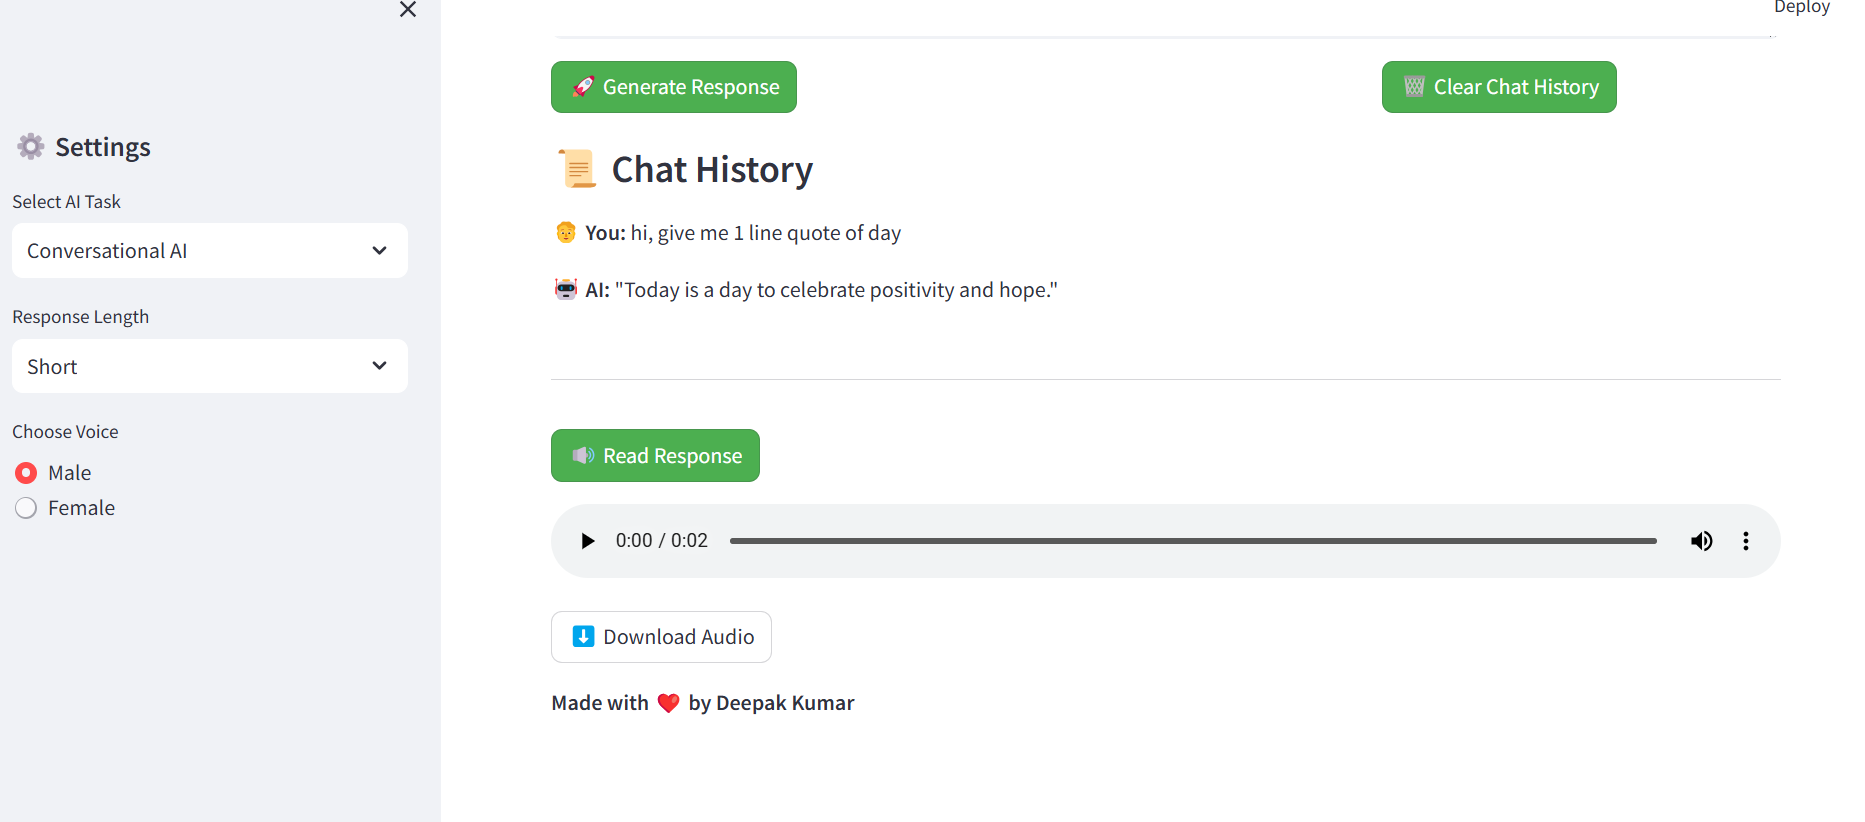 Deploy
⚙️ Settings
Select AI Task
Conversational AI
Response Length
Short
Choose Voice
Male
Female
🚀 Generate Response
🗑️ Clear Chat History
📜 Chat History
🧑 You: hi, give me 1 line quote of day
🤖 AI: "Today is a day to celebrate positivity and hope."
🔊 Read Response
0:00 / 0:02
⬇️ Download Audio
Made with ❤️ by Deepak Kumar